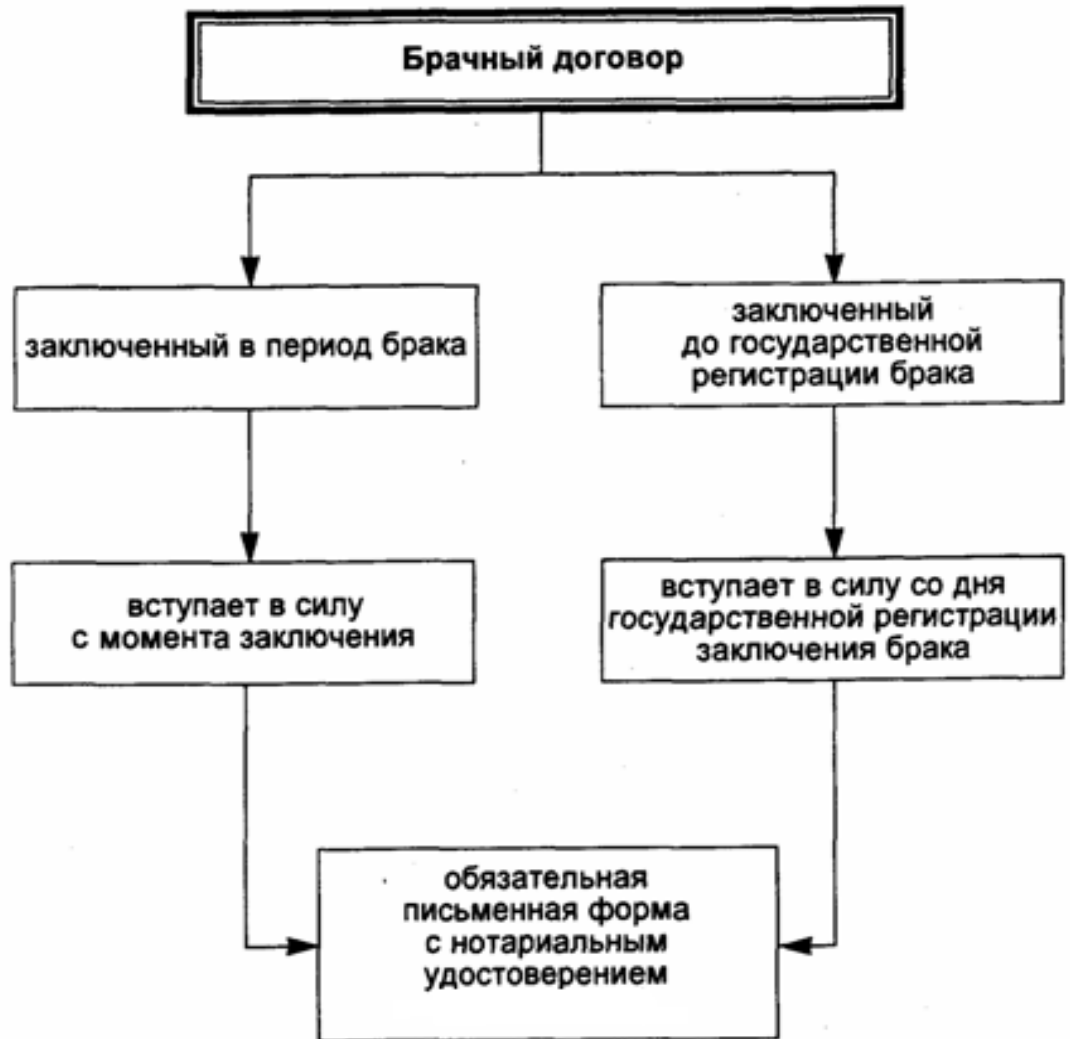 Брачный договор
заключенный в период брака
заключенный
до государственной
регистрации брака
вступает в силу
с момента заключения
вступает в силу со дня
государственной регистрации
заключения брака
обязательная
письменная форма
с нотариальным
удостоверением